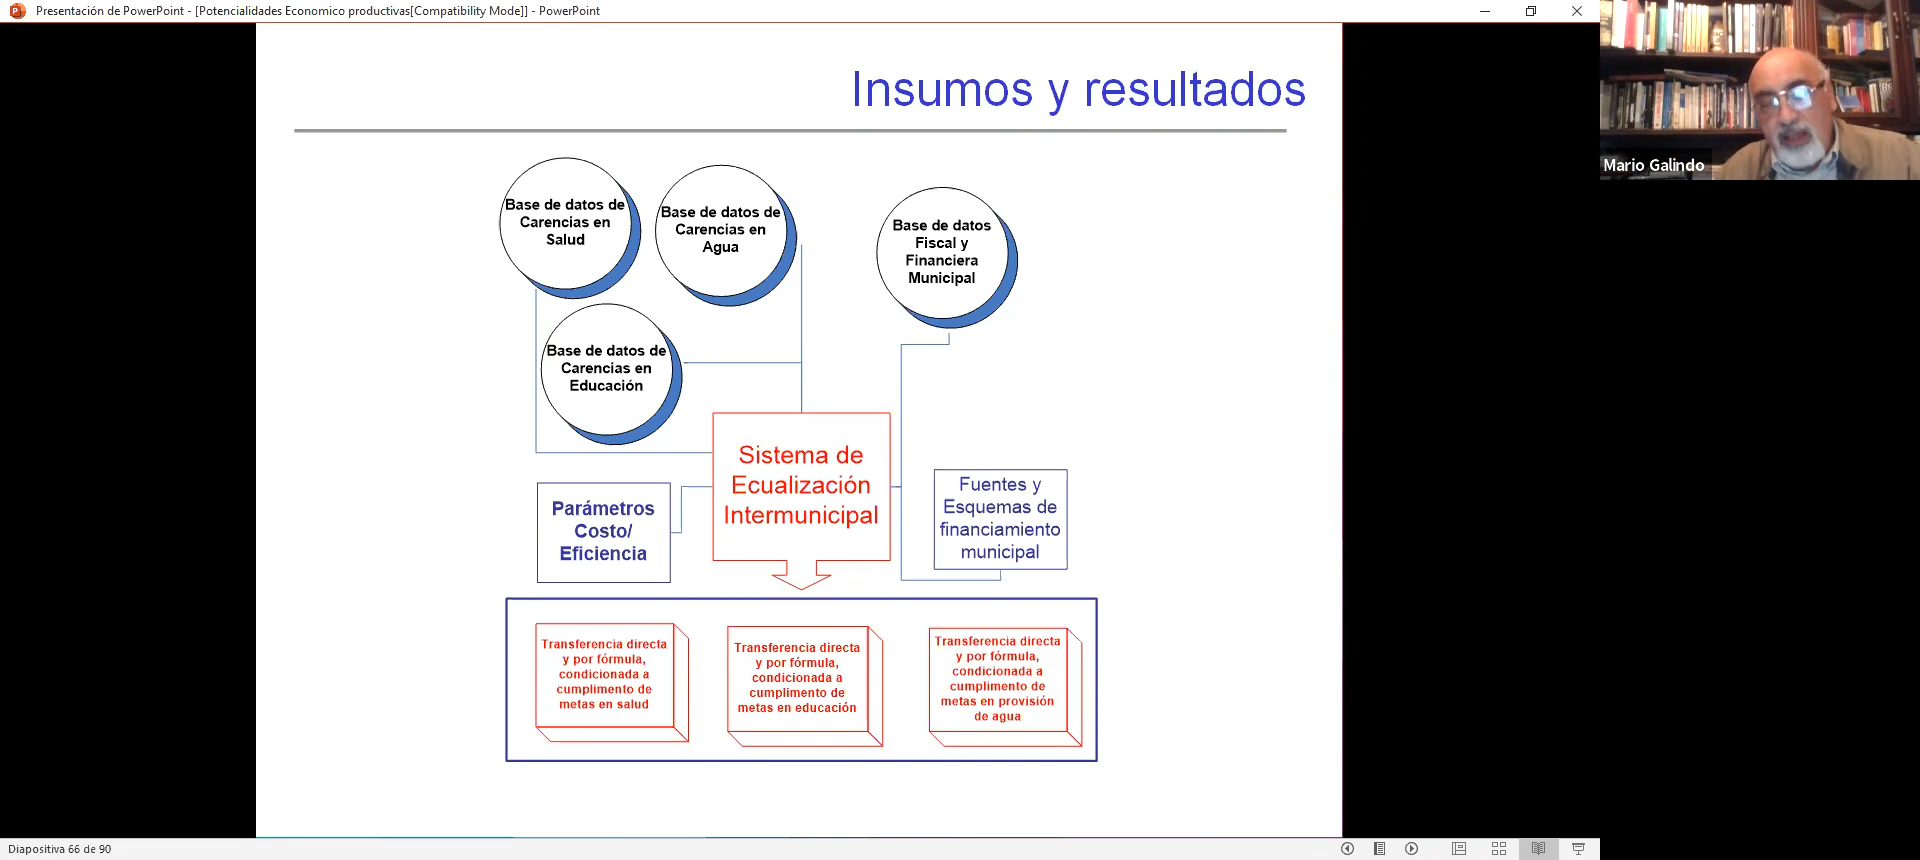 Presentación de PowerPoint - [Potencialidades Economico productivas[Compatibility Mode]] - PowerPoint
Insumos y resultados
Base de datos de
Carencias en
Salud
Base de datos de
Carencias en
Agua
Base de datos
Fiscal y
Financiera
Municipal
Base de datos de
Carencias en
Educación
Sistema de
Ecualización
Intermunicipal
Parámetros
Costo/
Eficiencia
Fuentes y
Esquemas de
financiamiento
municipal
Transferencia directa
y por fórmula,
condicionada a
cumplimento de
metas en salud
Transferencia directa
y por fórmula,
condicionada a
cumplimento de
metas en educación
Transferencia directa
y por fórmula,
condicionada a
cumplimento de
metas en provisión
de agua
Mario Galindo
Diapositiva 66 de 90